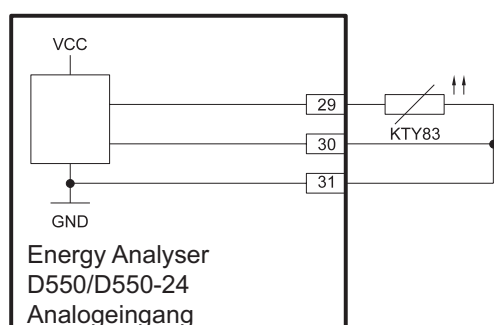 VCC
29
KTY83
30
31
GND
Energy Analyser
D550/D550-24
Analogeingang